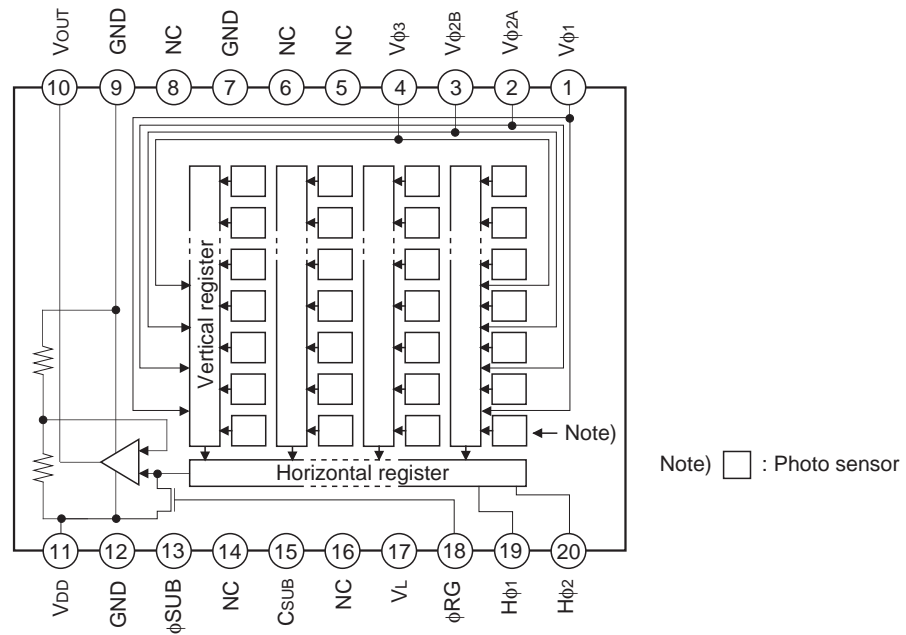 VOUT
GND
NC
GND
NC
NC
Vφ3
Vφ2B
Vφ2A
Vφ1
10
9
8
7
6
5
4
3
2
1
Vertical register
Note)
Horizontal register
Note) : Photo sensor
11
12
13
14
15
16
17
18
19
20
VDD
GND
φSUB
NC
CSUB
NC
VL
φRG
Hφ1
Hφ2